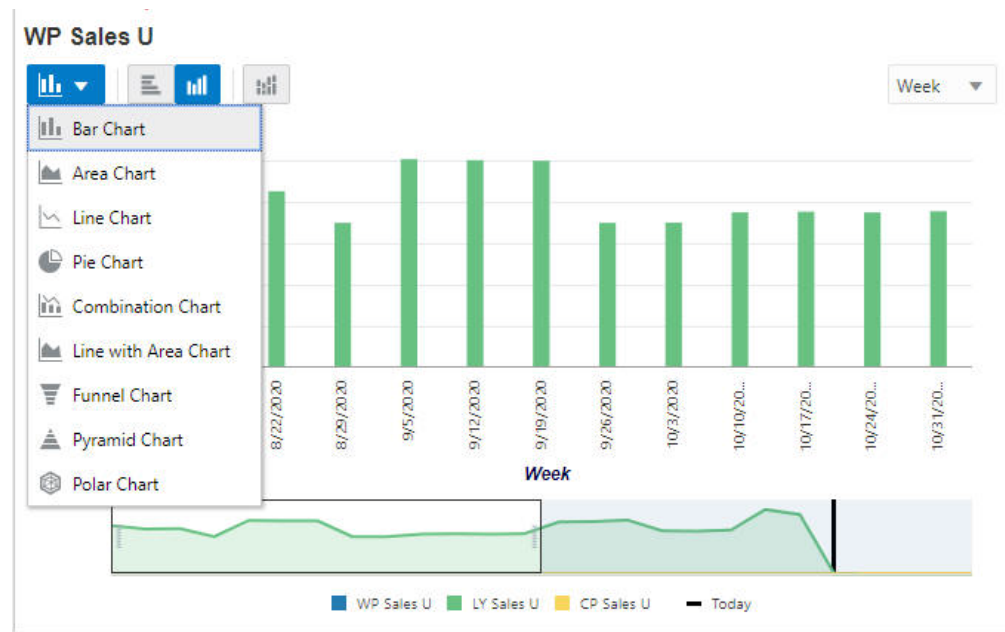 WP Sales U
Week
Bar Chart
Area Chart
Line Chart
Pie Chart
Combination Chart
Line with Area Chart
Funnel Chart
Pyramid Chart
Polar Chart
8/22/2020
8/29/2020
9/5/2020
9/12/2020
9/19/2020
9/26/2020
10/3/2020
10/10/20...
10/17/20...
10/24/20...
10/31/20...
Week
WP Sales U LY Sales U CP Sales U Today